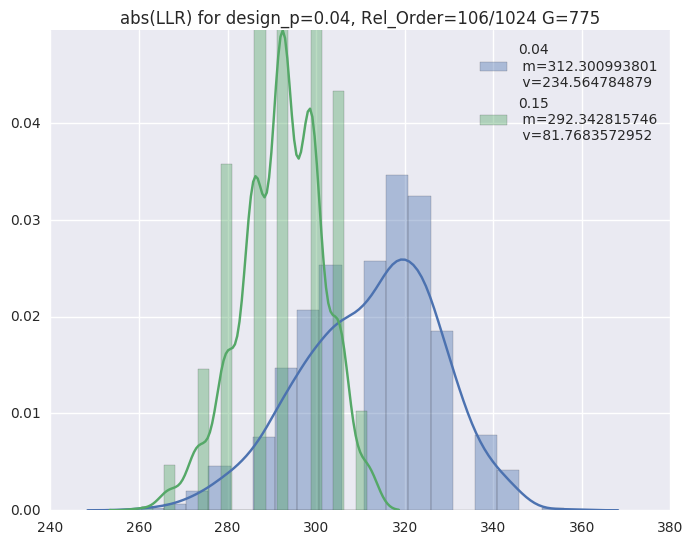 abs(LLR) for design_p=0.04, Rel_Order=106/1024 G=775
0.04
m=312.300993801
v=234.564784879
0.15
m=292.342815746
v=81.7683572952
0.04
0.03
0.02
0.01
0.00
240 260 280 300 320 340 360 380